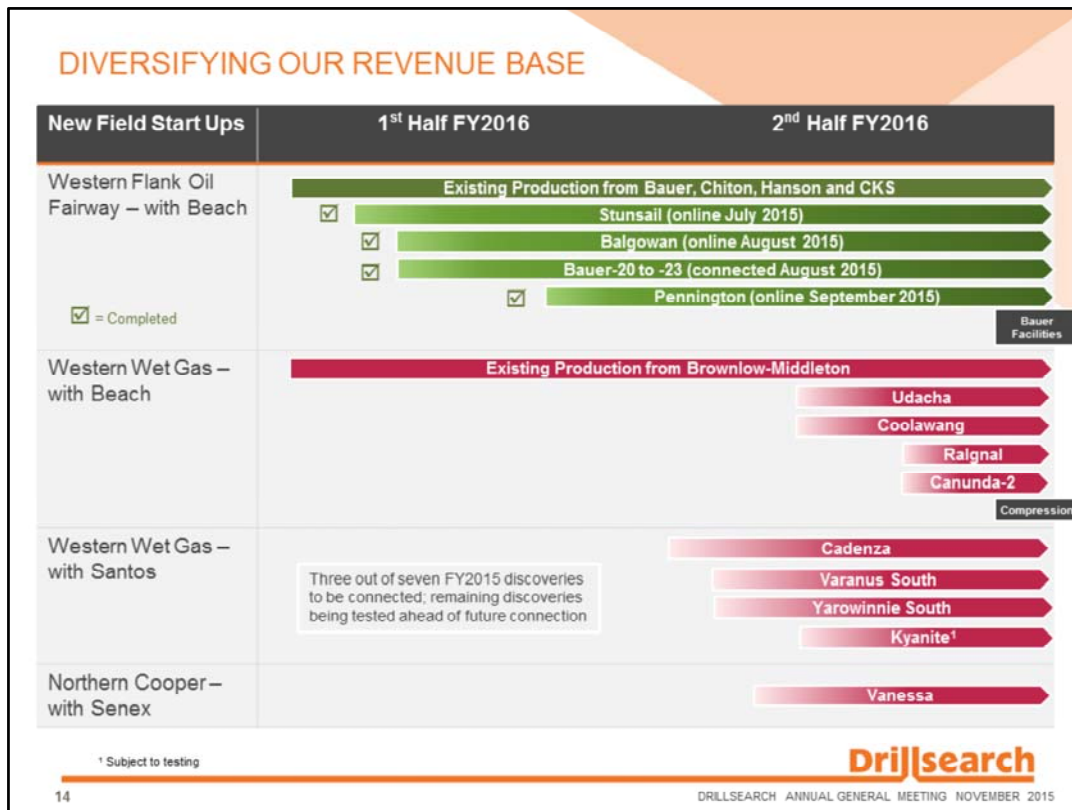 DIVERSIFYING OUR REVENUE BASE
New Field Start Ups
1st Half FY2016
2nd Half FY2016
Western Flank Oil
Fairway – with Beach
Existing Production from Bauer, Chiton, Hanson and CKS
Stunsail (online July 2015)
Balgowan (online August 2015)
Bauer-20 to -23 (connected August 2015)
Pennington (online September 2015)
☑ = Completed
Bauer
Facilities
Western Wet Gas –
with Beach
Existing Production from Brownlow-Middleton
Udacha
Coolawang
Ralgnal
Canunda-2
Compression
Western Wet Gas –
with Santos
Three out of seven FY2015 discoveries
to be connected; remaining discoveries
being tested ahead of future connection
Cadenza
Varanus South
Yarowinnie South
Kyanite¹
Northern Cooper –
with Senex
Vanessa
¹ Subject to testing
Drillsearch
14
DRILLSEARCH ANNUAL GENERAL MEETING NOVEMBER 2015